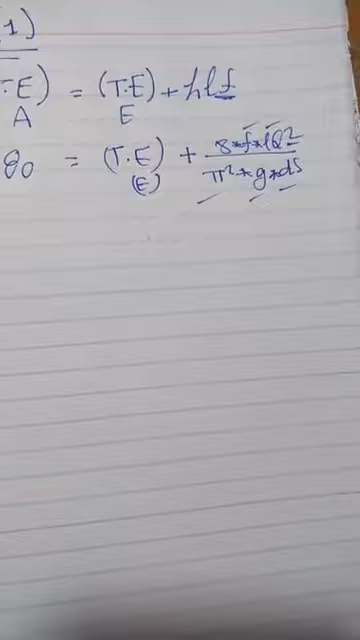 1)
T.E) = (T.E) + hlf
A E
80 = (T.E) + 8*f*lQ2
(E) π²*g*d5